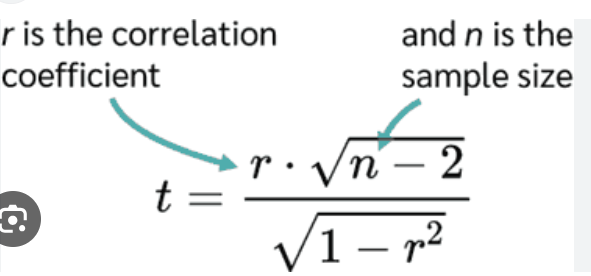 r is the correlation
coefficient
and n is the
sample size
t = r · √n − 2
√1 − r²